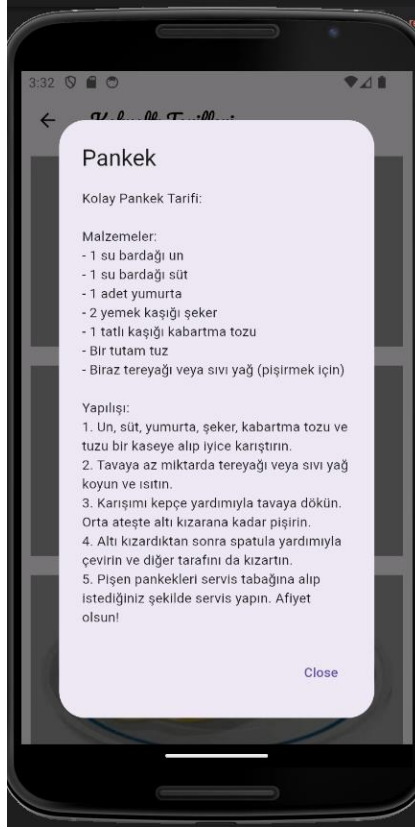 3:32
Pankek
Kolay Pankek Tarifi:
Malzemeler:
- 1 su bardağı un
- 1 su bardağı süt
- 1 adet yumurta
- 2 yemek kaşığı şeker
- 1 tatlı kaşığı kabartma tozu
- Bir tutam tuz
- Biraz tereyağı veya sıvı yağ (pişirmek için)
Yapılışı:
1. Un, süt, yumurta, şeker, kabartma tozu ve
tuzu bir kaseye alıp iyice karıştırın.
2. Tavaya az miktarda tereyağı veya sıvı yağ
koyun ve ısıtın.
3. Karışımı kepçe yardımıyla tavaya dökün.
Orta ateşte altı kızarana kadar pişirin.
4. Altı kızardıktan sonra spatula yardımıyla
çevirin ve diğer tarafını da kızartın.
5. Pişen pankekleri servis tabağına alıp
istediğiniz şekilde servis yapın. Afiyet
olsun!
Close